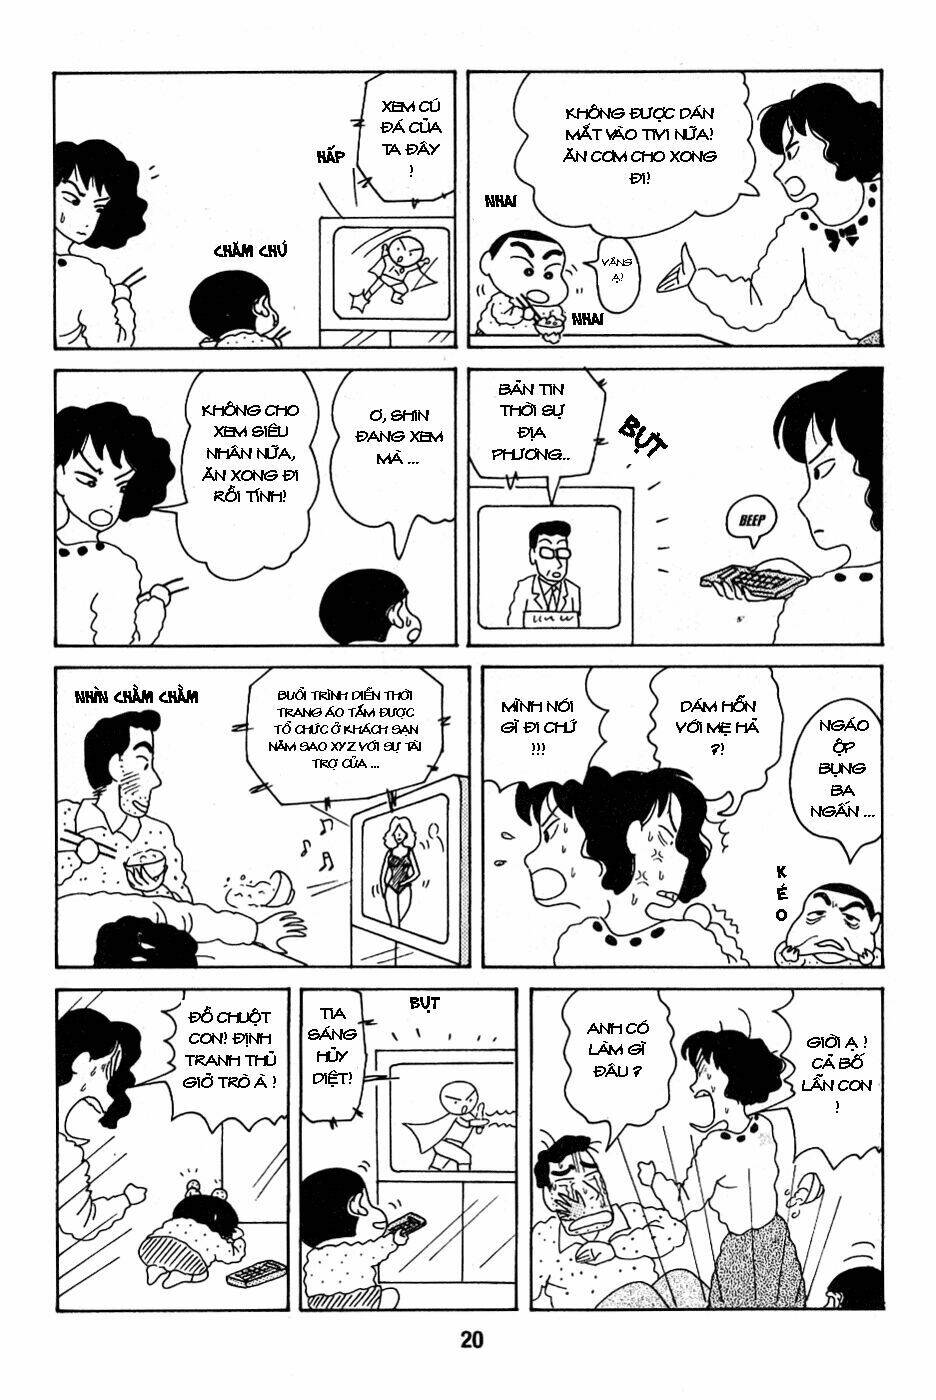 KHÔNG ĐƯỢC DÁN
MẮT VÀO TIVI NỮA!
ĂN CƠM CHO XONG
ĐI!
NHAI
VÂNG
Ạ!
NHAI
XEM CÚ
ĐÁ CỦA
TA ĐÂY
!
HẤP
CHĂM CHÚ
BỤT
BEEP
BẢN TIN
THỜI SỰ
ĐỊA
PHƯƠNG..
Ơ, SHIN
ĐANG XEM
MÀ ...
KHÔNG CHO
XEM SIÊU
NHÂN NỮA,
ĂN XONG ĐI
RỒI TÍNH!
NGÁO
ỘP
BỤNG
BA
NGẤN ...
KÉO
DÁM HỖN
VỚI MẸ HẢ
?!
MÌNH NÓI
GÌ ĐI CHỨ
!!!
BUỔI TRÌNH DIỄN THỜI
TRANG ÁO TẮM ĐƯỢC
TỔ CHỨC Ở KHÁCH SẠN
NĂM SAO XYZ VỚI SỰ TÀI
TRỢ CỦA ...
NHÌN CHẰM CHẰM
GIỜI Ạ !
CẢ BỐ
LẪN CON
!
ANH CÓ
LÀM GÌ
ĐÂU ?
BỤT
TIA
SÁNG
HỦY
DIỆT!
ĐỒ CHUỘT
CON! ĐỊNH
TRANH THỦ
GIỞ TRÒ À !
20